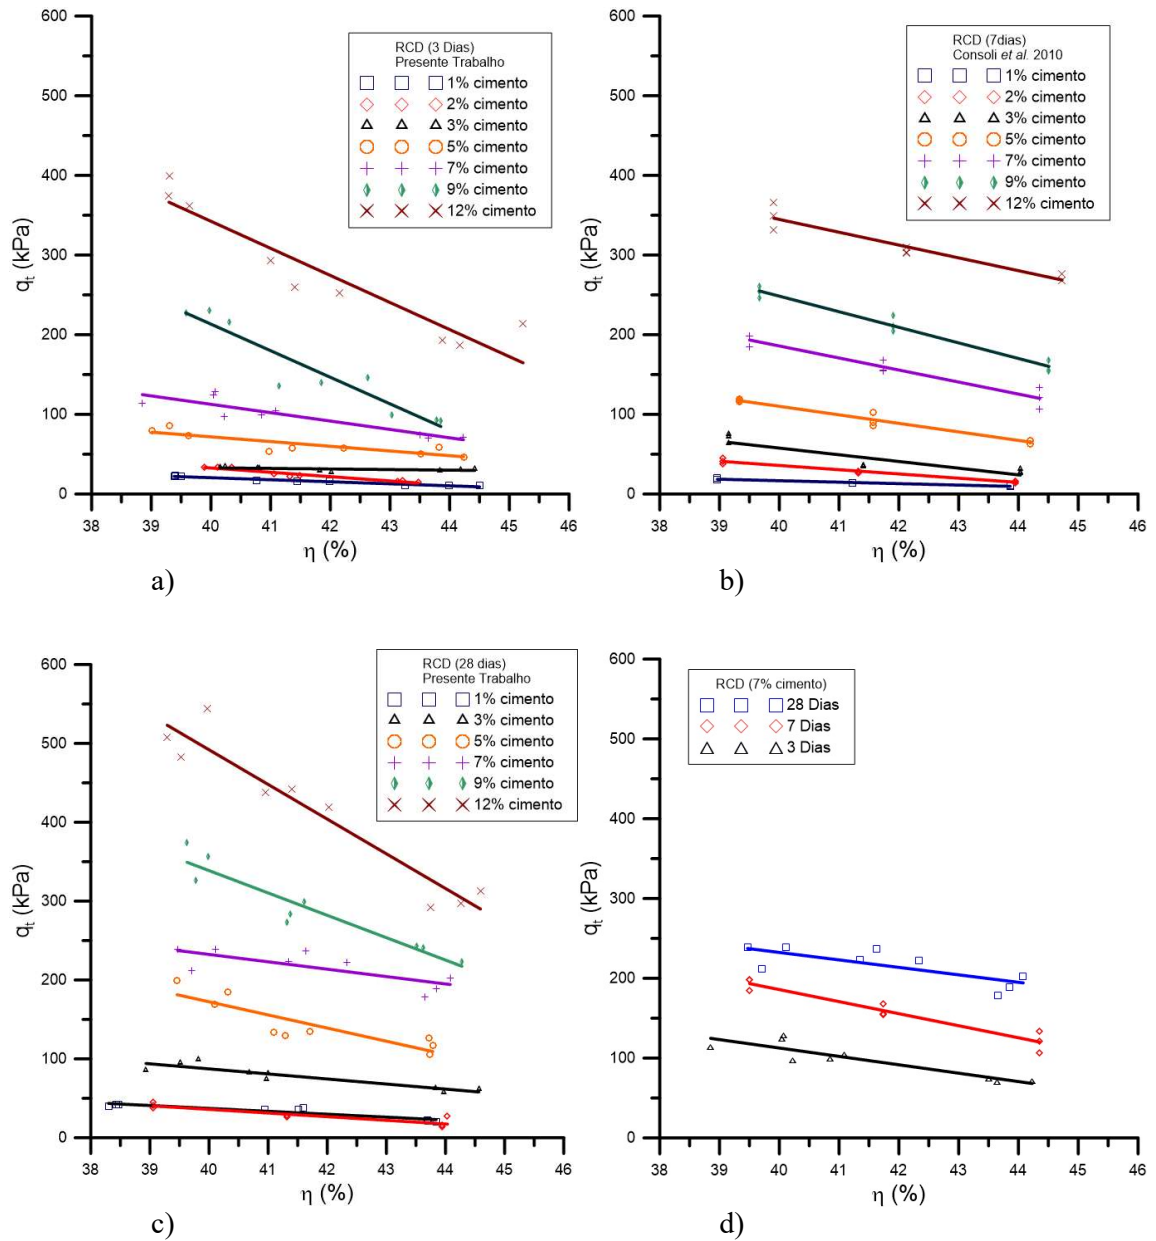 RCD (3 Dias)
Presente Trabalho
1% cimento
2% cimento
3% cimento
5% cimento
7% cimento
9% cimento
12% cimento
600
500
400
300
200
100
0
qt (kPa)
38 39 40 41 42 43 44 45 46
η (%)
a)
RCD (7dias)
Consoli et al. 2010
1% cimento
2% cimento
3% cimento
5% cimento
7% cimento
9% cimento
12% cimento
600
500
400
300
200
100
0
qt (kPa)
38 39 40 41 42 43 44 45 46
η (%)
b)
RCD (28 dias)
Presente Trabalho
1% cimento
3% cimento
5% cimento
7% cimento
9% cimento
12% cimento
600
500
400
300
200
100
0
qt (kPa)
38 39 40 41 42 43 44 45 46
η (%)
c)
RCD (7% cimento)
28 Dias
7 Dias
3 Dias
600
500
400
300
200
100
0
qt (kPa)
38 39 40 41 42 43 44 45 46
η (%)
d)